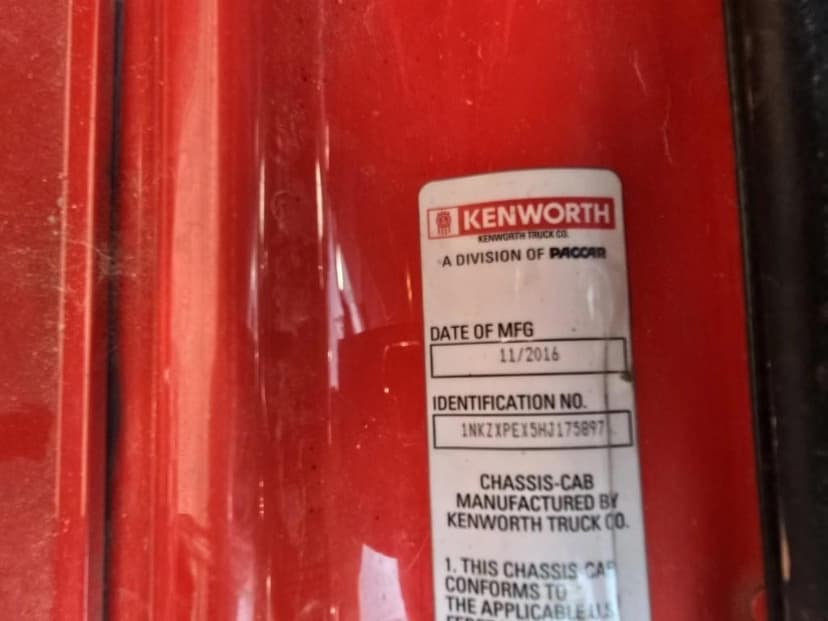 KENWORTH
KENWORTH TRUCK CO.
A DIVISION OF PACCAR
DATE OF MFG
11/2016
IDENTIFICATION NO.
1NKZXPEX5HJ175897
CHASSIS-CAB
MANUFACTURED BY
KENWORTH TRUCK CO.
1. THIS CHASSIS CAB
CONFORMS TO
THE APPLICABLE U.S